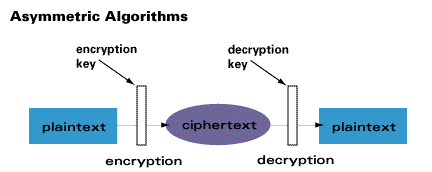 Asymmetric Algorithms
encryption
key
decryption
key
plaintext
ciphertext
plaintext
encryption
decryption